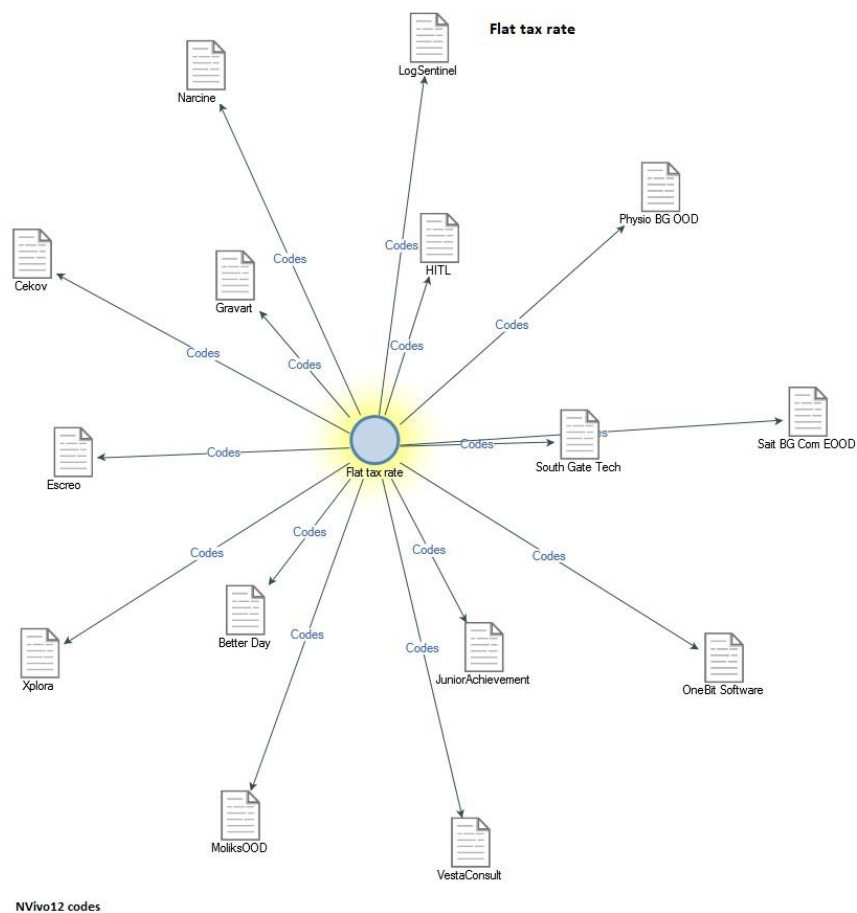 Flat tax rate
LogSentinel
Narcine
Physio BG OOD
Codes
HITL
Codes
Cekov
Gravart
Codes
Codes
Codes
Codes
Codes
Sait BG Com EOOD
Codes
South Gate Tech
Escreo
Codes
Flat tax rate
Codes
Codes
Codes
Codes
Better Day
Codes
Codes
Xplora
JuniorAchievement
OneBit Software
MoliksOOD
VestaConsult
NVivo12 codes